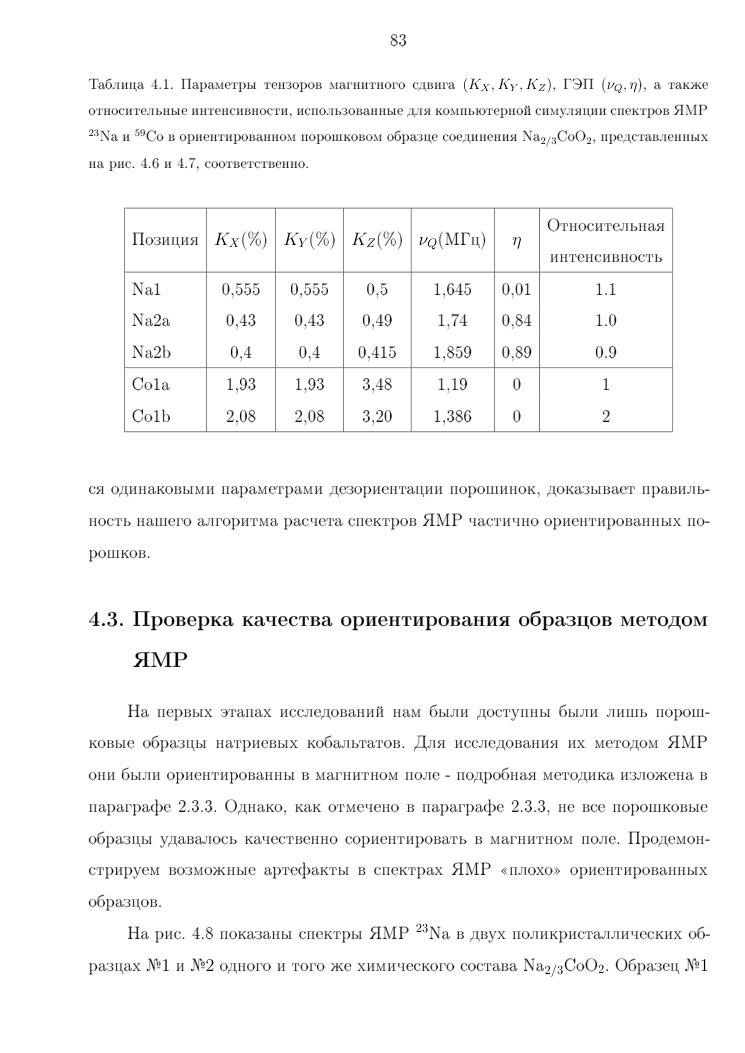 83
Таблица 4.1. Параметры тензоров магнитного сдвига (K_X, K_Y, K_Z), ГЭП (ν_Q, η), а также
относительные интенсивности, использованные для компьютерной симуляции спектров ЯМР
²³Na и ⁵⁹Co в ориентированном порошковом образце соединения Na₂/₃CoO₂, представленных
на рис. 4.6 и 4.7, соответственно.
Позиция K_X(%) K_Y(%) K_Z(%) ν_Q(МГц) η Относительная
интенсивность
Na1 0,555 0,555 0,5 1,645 0,01 1.1
Na2a 0,43 0,43 0,49 1,74 0,84 1.0
Na2b 0,4 0,4 0,415 1,859 0,89 0.9
Co1a 1,93 1,93 3,48 1,19 0 1
Co1b 2,08 2,08 3,20 1,386 0 2
ся одинаковыми параметрами дезориентации порошинок, доказывает правиль-
ность нашего алгоритма расчета спектров ЯМР частично ориентированных по-
рошков.
4.3. Проверка качества ориентирования образцов методом
ЯМР
На первых этапах исследований нам были доступны были лишь порош-
ковые образцы натриевых кобальтатов. Для исследования их методом ЯМР
они были ориентированны в магнитном поле - подробная методика изложена в
параграфе 2.3.3. Однако, как отмечено в параграфе 2.3.3, не все порошковые
образцы удавалось качественно сориентировать в магнитном поле. Продемон-
стрируем возможные артефакты в спектрах ЯМР «плохо» ориентированных
образцов.
На рис. 4.8 показаны спектры ЯМР ²³Na в двух поликристаллических об-
разцах №1 и №2 одного и того же химического состава Na₂/₃CoO₂. Образец №1